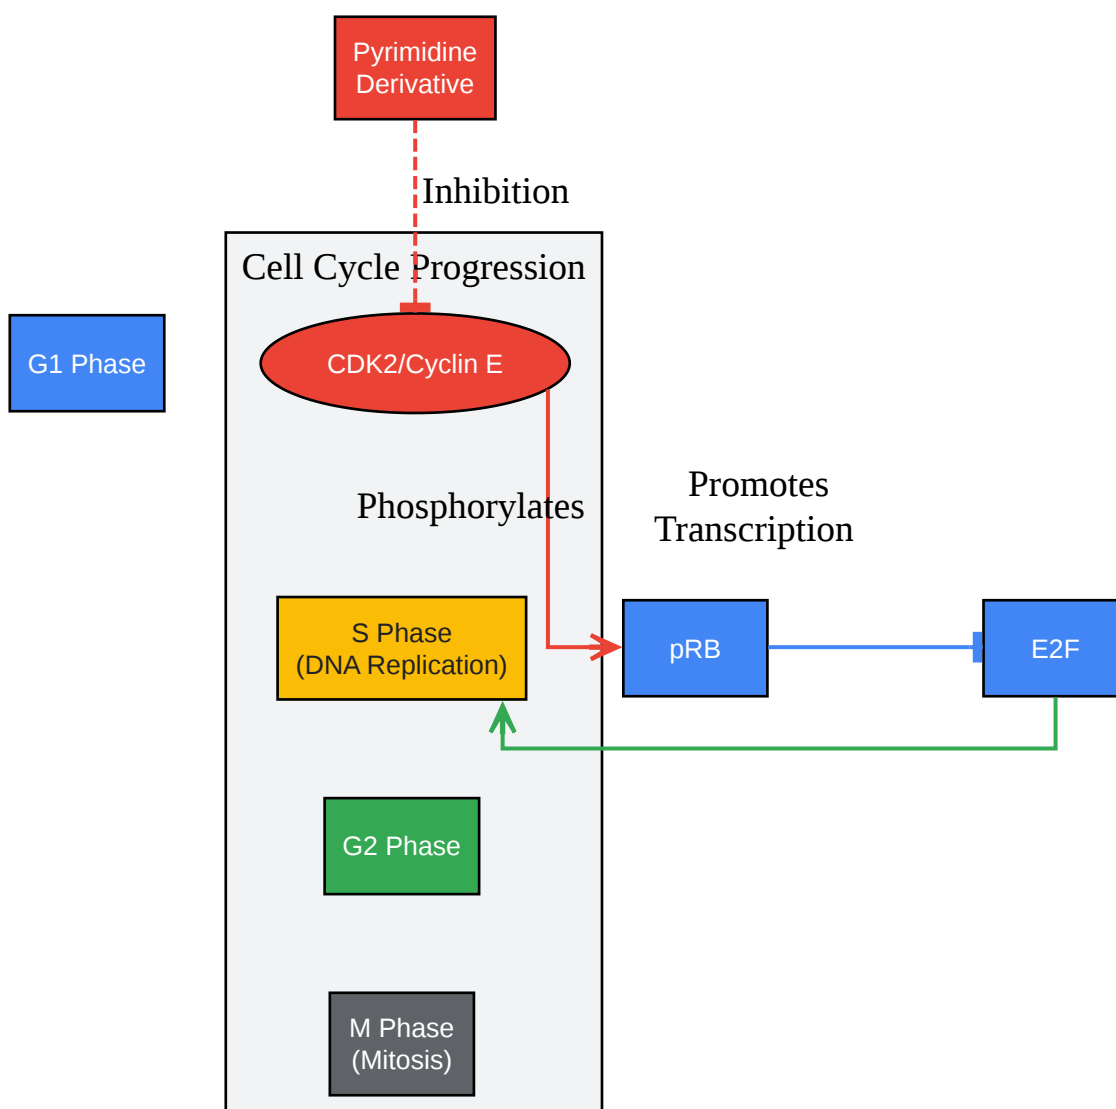 Pyrimidine
Derivative
Inhibition
Cell Cycle Progression
G1 Phase
CDK2/Cyclin E
Phosphorylates
Promotes
Transcription
S Phase
(DNA Replication)
pRB
E2F
G2 Phase
M Phase
(Mitosis)